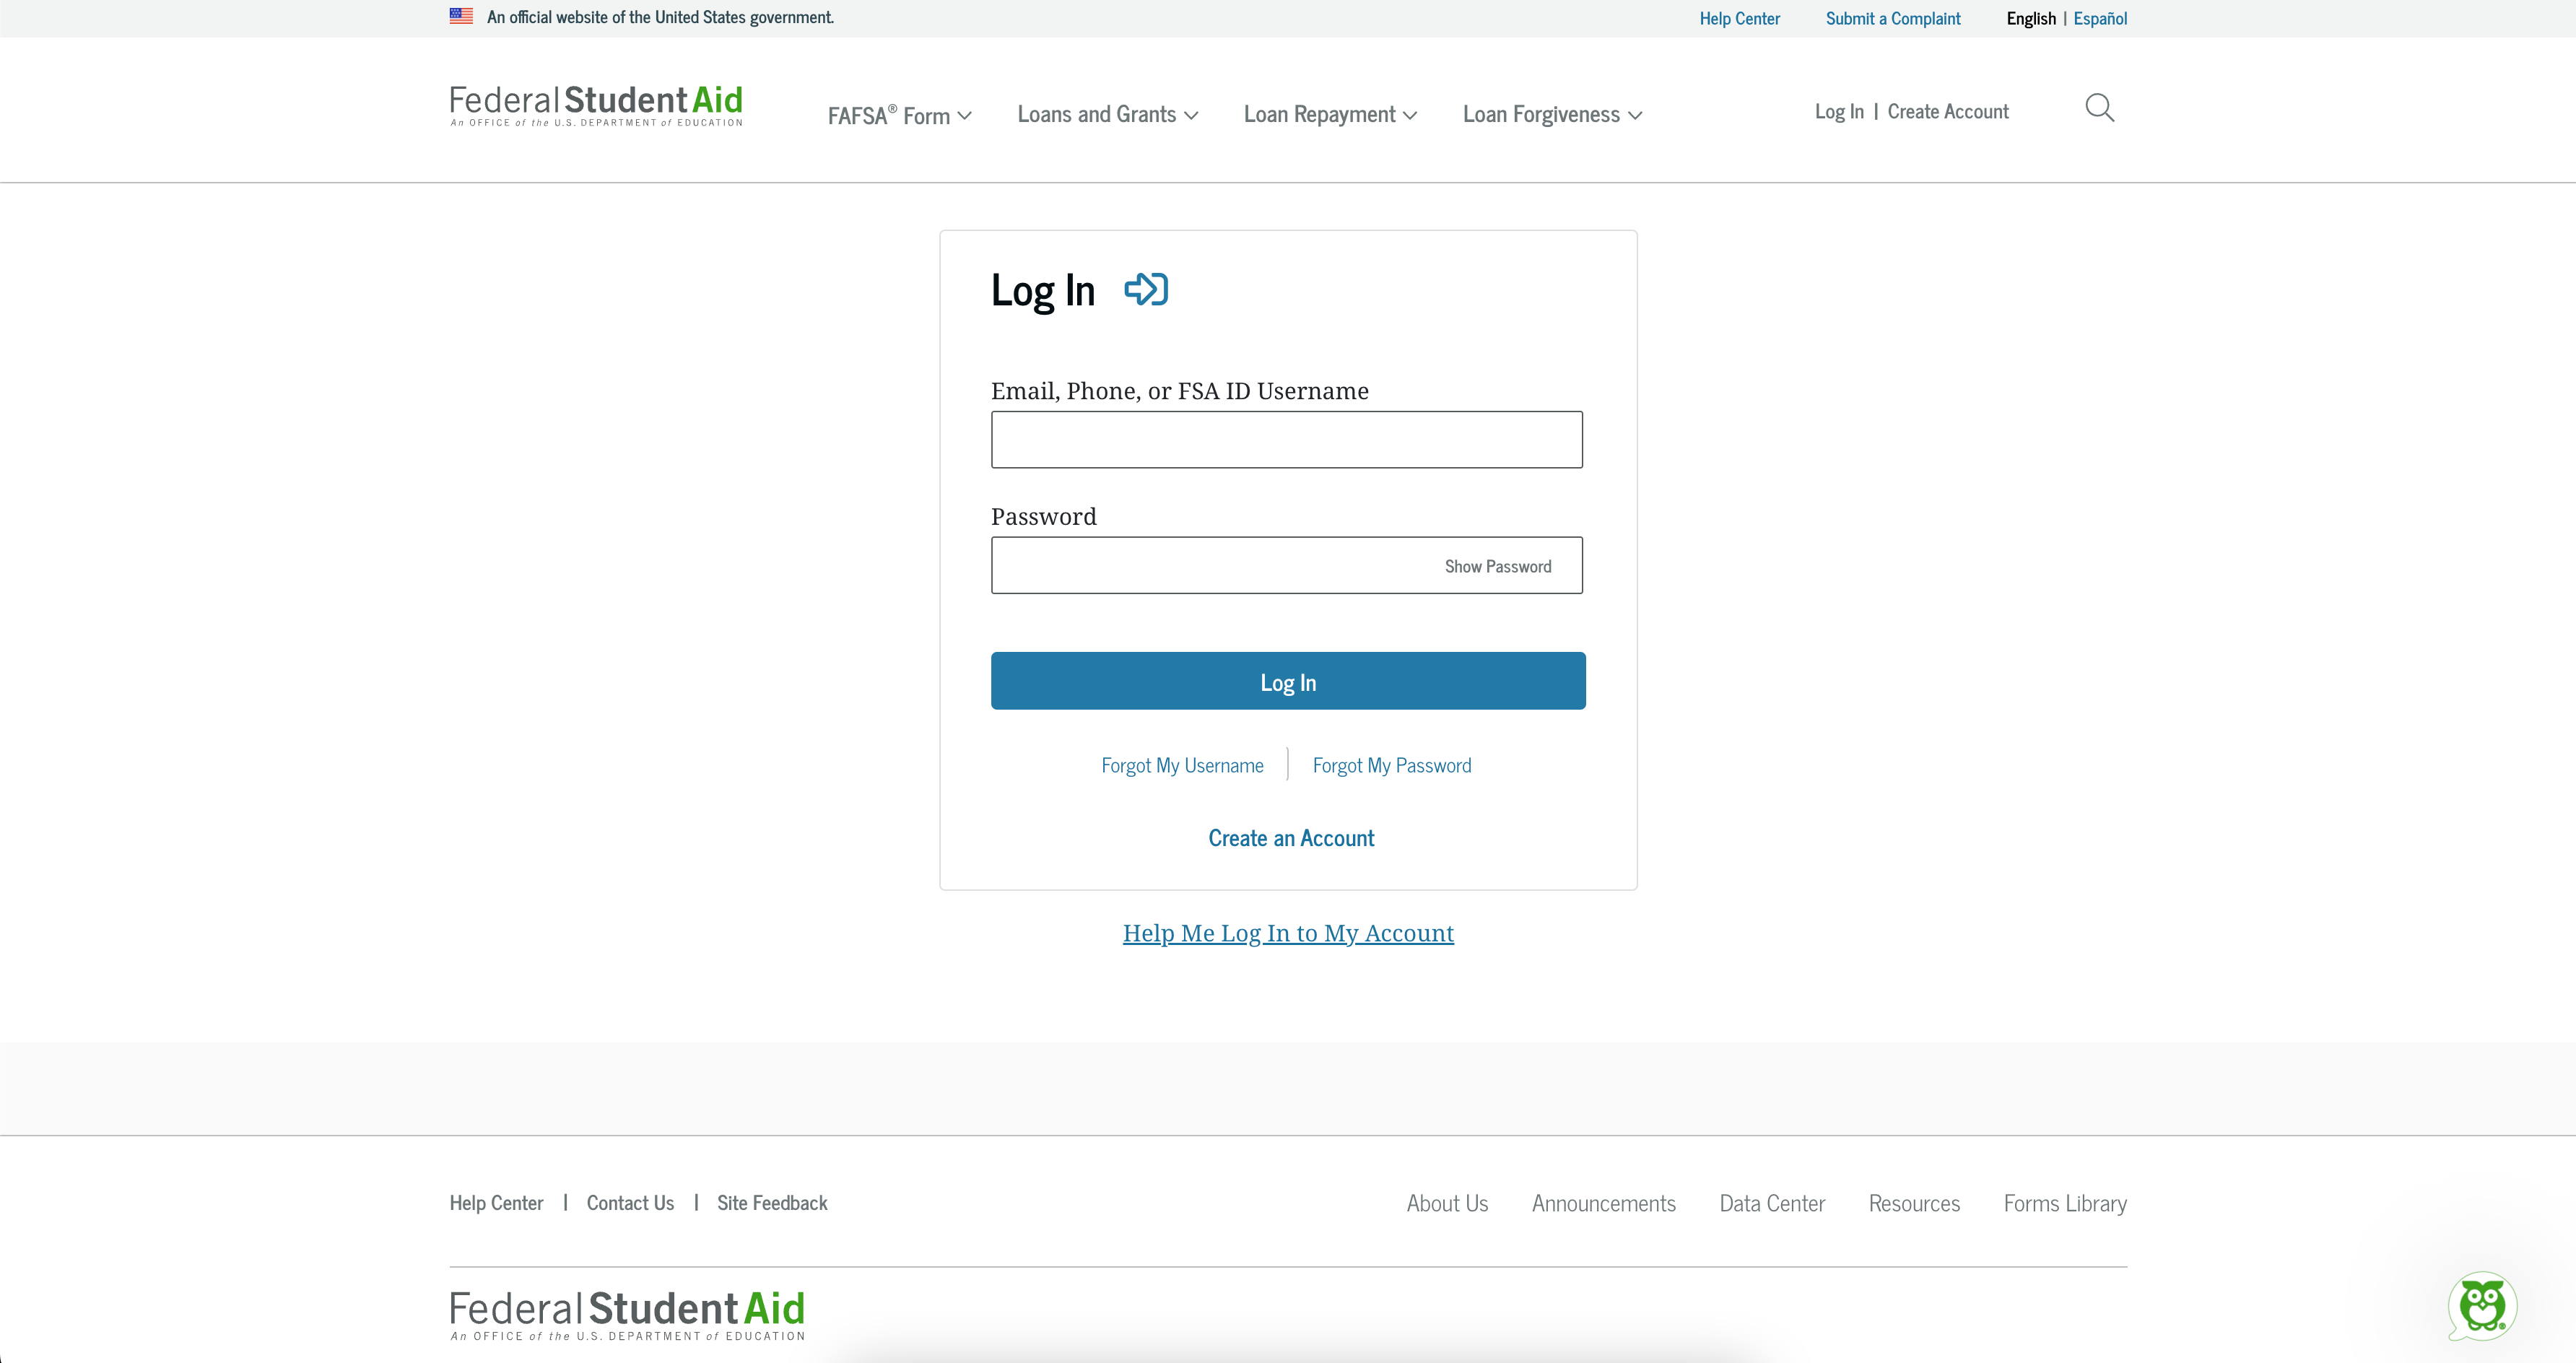 An official website of the United States government.
Help Center
Submit a Complaint
English | Español
Federal Student Aid
An OFFICE of the U.S. DEPARTMENT of EDUCATION
FAFSA® Form
Loans and Grants
Loan Repayment
Loan Forgiveness
Log In | Create Account
Log In
Email, Phone, or FSA ID Username
Password
Show Password
Log In
Forgot My Username
Forgot My Password
Create an Account
Help Me Log In to My Account
Help Center | Contact Us | Site Feedback
About Us
Announcements
Data Center
Resources
Forms Library
Federal Student Aid
An OFFICE of the U.S. DEPARTMENT of EDUCATION